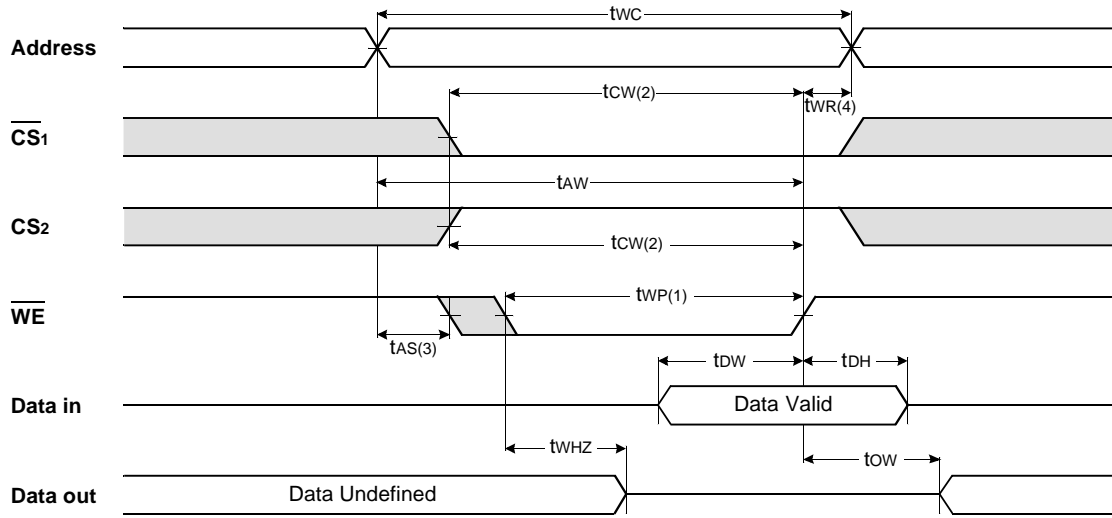 tWC
Address
tCW(2)
tWR(4)
CS1
tAW
CS2
tCW(2)
tWP(1)
WE
tAS(3)
tDW
tDH
Data in
Data Valid
tWHZ
tOW
Data out
Data Undefined